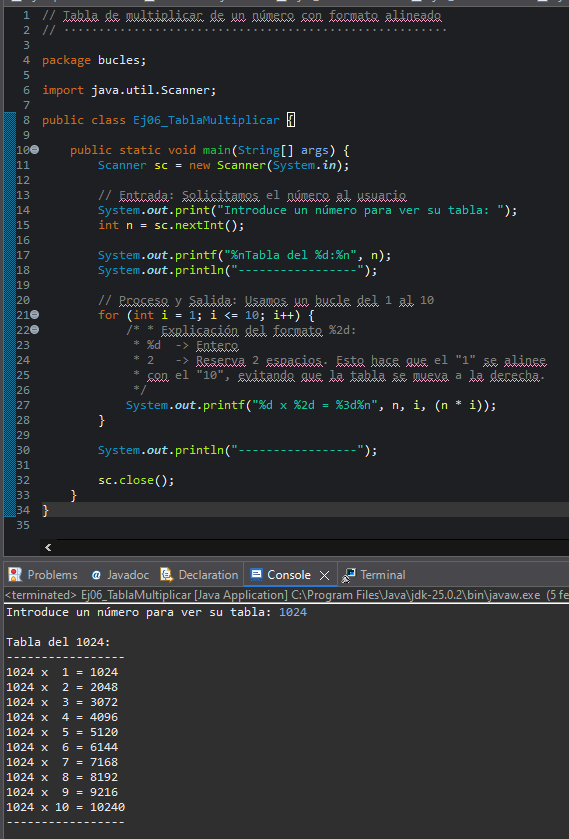 1 // Tabla de multiplicar de un número con formato alineado
2 // ·······················································
3
4 package bucles;
5
6 import java.util.Scanner;
7
8 public class Ej06_TablaMultiplicar {
9
10 public static void main(String[] args) {
11 Scanner sc = new Scanner(System.in);
12
13 // Entrada: Solicitamos el número al usuario
14 System.out.print("Introduce un número para ver su tabla: ");
15 int n = sc.nextInt();
16
17 System.out.printf("%nTabla del %d:%n", n);
18 System.out.println("-----------------");
19
20 // Proceso y Salida: Usamos un bucle del 1 al 10
21 for (int i = 1; i <= 10; i++) {
22 /* * Explicación del formato %2d:
23 * %d -> Entero
24 * 2 -> Reserva 2 espacios. Esto hace que el "1" se alinee
25 * con el "10", evitando que la tabla se mueva a la derecha.
26 */
27 System.out.printf("%d x %2d = %3d%n", n, i, (n * i));
28 }
29
30 System.out.println("-----------------");
31
32 sc.close();
33 }
34 }
35
Problems @ Javadoc Declaration Console Terminal
<terminated> Ej06_TablaMultiplicar [Java Application] C:\Program Files\Java\jdk-25.0.2\bin\javaw.exe (5 fe
Introduce un número para ver su tabla: 1024
Tabla del 1024:
-----------------
1024 x  1 = 1024
1024 x  2 = 2048
1024 x  3 = 3072
1024 x  4 = 4096
1024 x  5 = 5120
1024 x  6 = 6144
1024 x  7 = 7168
1024 x  8 = 8192
1024 x  9 = 9216
1024 x 10 = 10240
-----------------